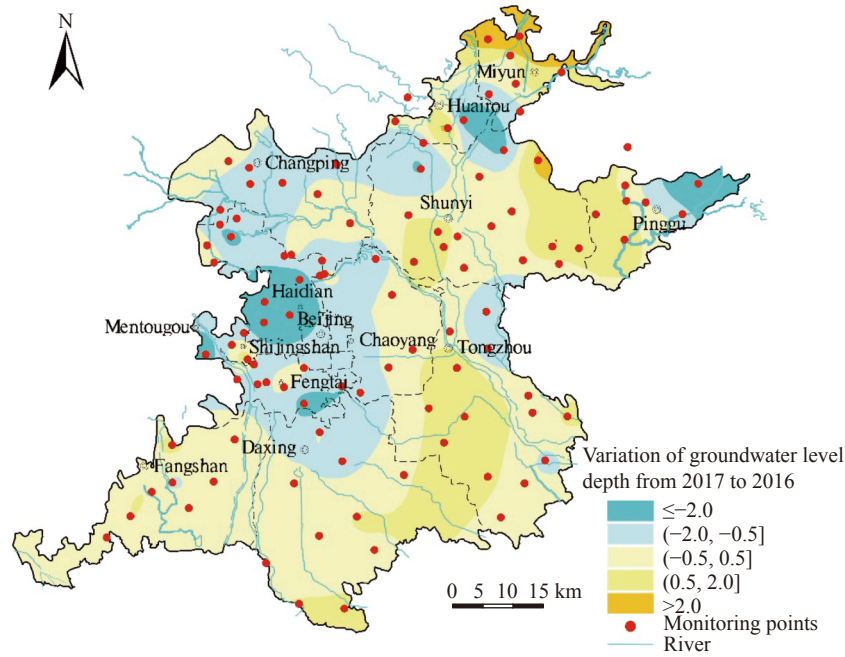 N
Miyun
Huairou
Changping
Shunyi
Pinggu
Haidian
Mentougou
Beijing
Shijingshan
Chaoyang
Tongzhou
Fengtai
Daxing
Fangshan
Variation of groundwater level
depth from 2017 to 2016
≤−2.0
(−2.0, −0.5]
(−0.5, 0.5]
(0.5, 2.0]
>2.0
Monitoring points
River
0 5 10 15 km